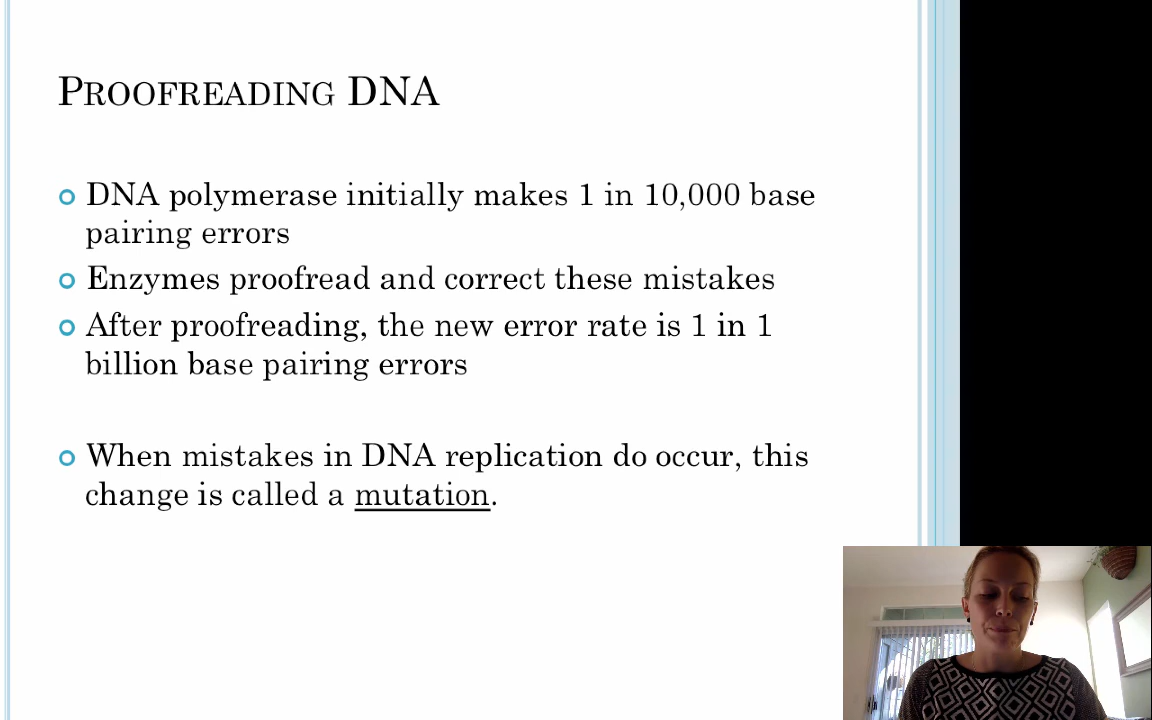 PROOFREADING DNA
DNA polymerase initially makes 1 in 10,000 base
pairing errors
Enzymes proofread and correct these mistakes
After proofreading, the new error rate is 1 in 1
billion base pairing errors
When mistakes in DNA replication do occur, this
change is called a mutation.